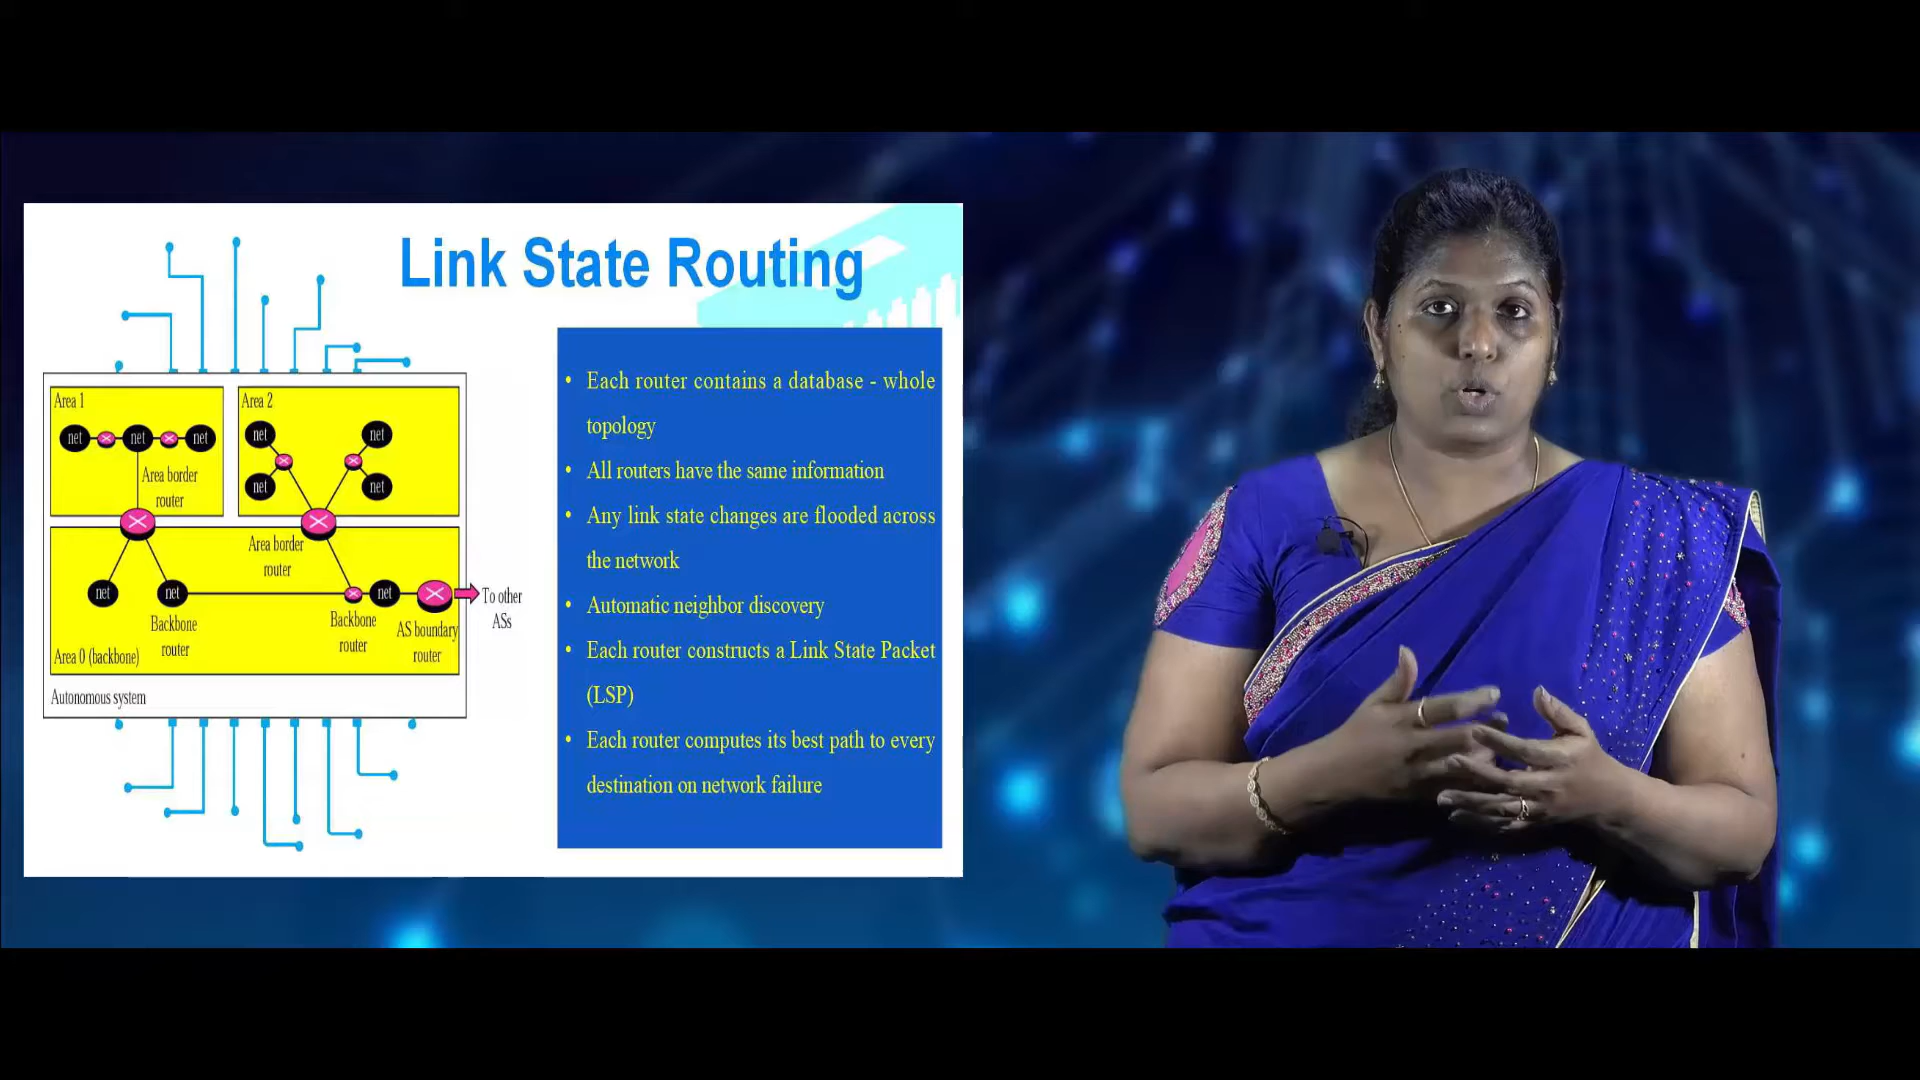 Link State Routing
Area 1
net
net
net
Area border
router
Area 2
net
net
net
net
Area border
router
net
net
Backbone
router
Backbone
router
net
AS boundary
router
To other
ASs
Area 0 (backbone)
Autonomous system
• Each router contains a database - whole
topology
• All routers have the same information
• Any link state changes are flooded across
the network
• Automatic neighbor discovery
• Each router constructs a Link State Packet
(LSP)
• Each router computes its best path to every
destination on network failure